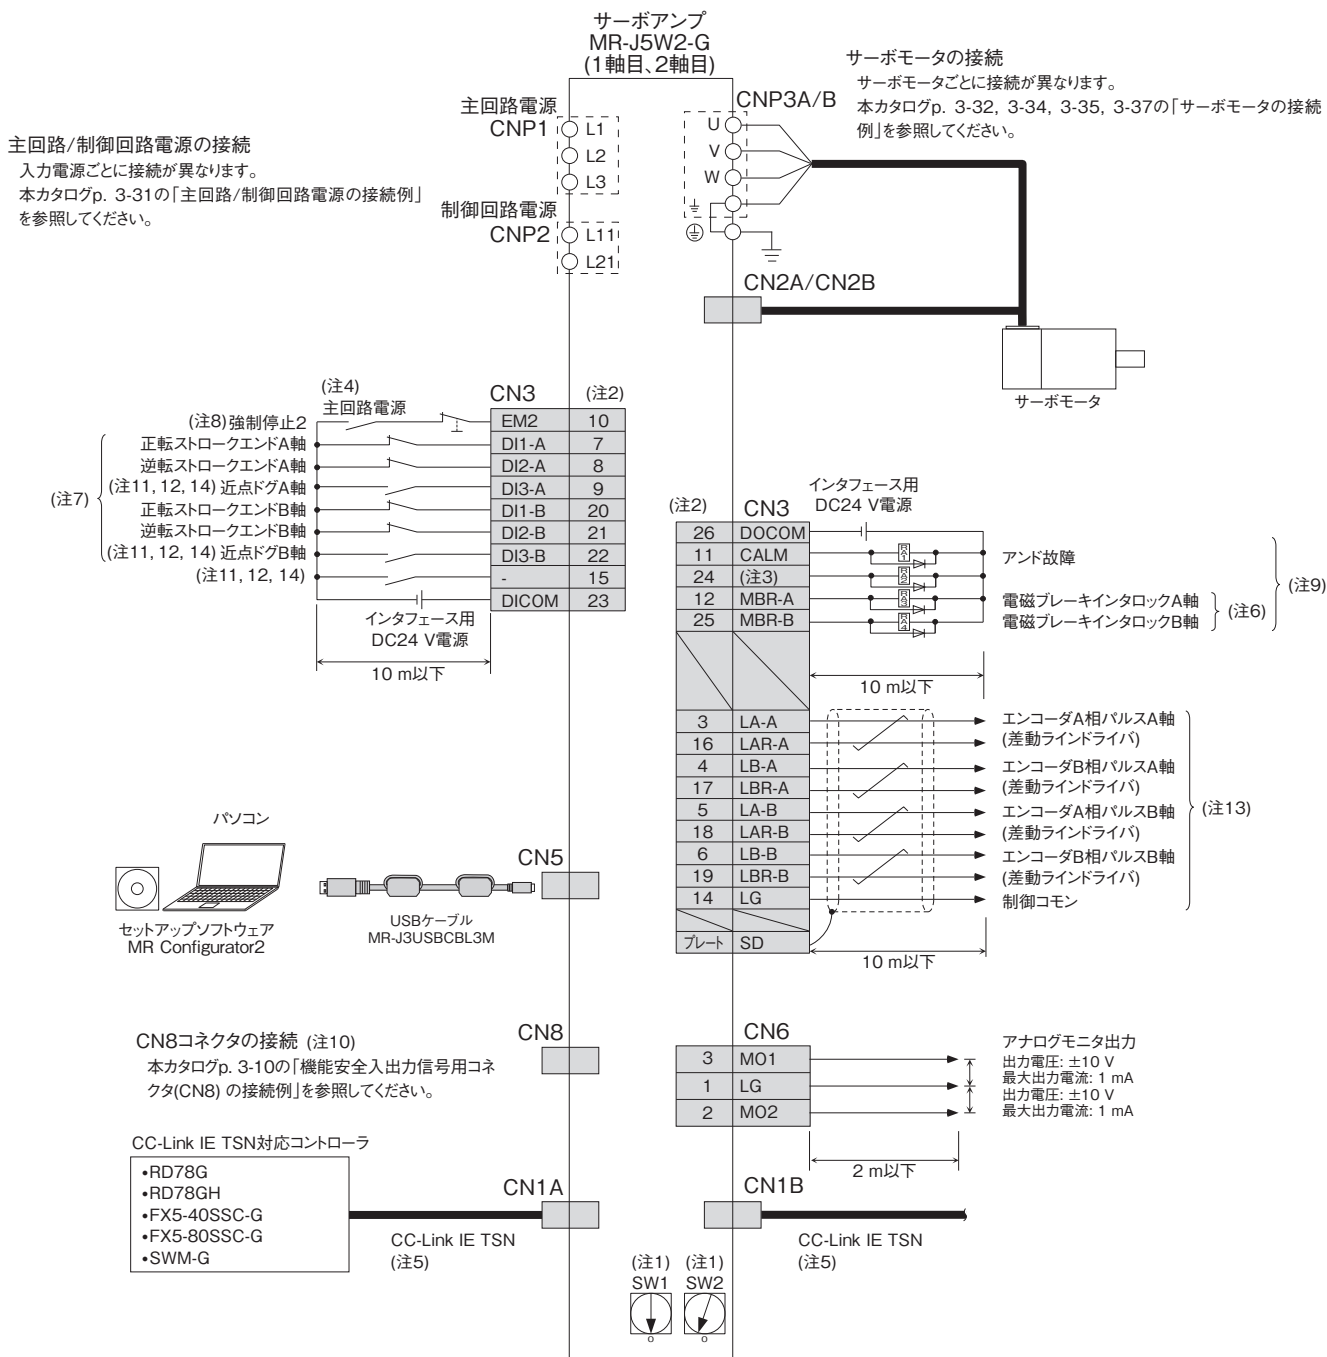 サーボアンプ
MR-J5W2-G
(1軸目、2軸目)
主回路/制御回路電源の接続
入力電源ごとに接続が異なります。
本カタログp. 3-31の「主回路/制御回路電源の接続例」
を参照してください。
主回路電源
CNP1
L1
L2
L3
制御回路電源
CNP2
L11
L21
サーボモータの接続
サーボモータごとに接続が異なります。
本カタログp. 3-32, 3-34, 3-35, 3-37の「サーボモータの接続
例」を参照してください。
CNP3A/B
U
V
W
CN2A/CN2B
サーボモータ
(注4)
主回路電源
CN3
(注2)
(注8)強制停止2
EM2 10
正転ストロークエンドA軸
DI1-A 7
逆転ストロークエンドA軸
DI2-A 8
(注7)
(注11, 12, 14) 近点ドグA軸
DI3-A 9
正転ストロークエンドB軸
DI1-B 20
逆転ストロークエンドB軸
DI2-B 21
(注11, 12, 14) 近点ドグB軸
DI3-B 22
(注11, 12, 14)
- 15
DICOM 23
インタフェース用
DC24 V電源
10 m以下
インタフェース用
DC24 V電源
(注2)
CN3
26 DOCOM
11 CALM
RA1
アンド故障
24 (注3)
RA2
12 MBR-A
RA3
電磁ブレーキインタロックA軸
25 MBR-B
RA4
電磁ブレーキインタロックB軸
(注6)
(注9)
10 m以下
3 LA-A
エンコーダA相パルスA軸
16 LAR-A
(差動ラインドライバ)
4 LB-A
エンコーダB相パルスA軸
17 LBR-A
(差動ラインドライバ)
5 LA-B
エンコーダA相パルスB軸
18 LAR-B
(差動ラインドライバ)
6 LB-B
エンコーダB相パルスB軸
19 LBR-B
(差動ラインドライバ)
14 LG
制御コモン
(注13)
プレート SD
10 m以下
パソコン
セットアップソフトウェア
MR Configurator2
USBケーブル
MR-J3USBCBL3M
CN5
CN8コネクタの接続 (注10)
本カタログp. 3-10の「機能安全入出力信号用コネ
クタ(CN8) の接続例」を参照してください。
CN8
CN6
3 MO1
1 LG
2 MO2
アナログモニタ出力
出力電圧: ±10 V
最大出力電流: 1 mA
出力電圧: ±10 V
最大出力電流: 1 mA
2 m以下
CC-Link IE TSN対応コントローラ
•RD78G
•RD78GH
•FX5-40SSC-G
•FX5-80SSC-G
•SWM-G
CN1A
CC-Link IE TSN
(注5)
CN1B
CC-Link IE TSN
(注5)
(注1)
SW1
0
(注1)
SW2
0